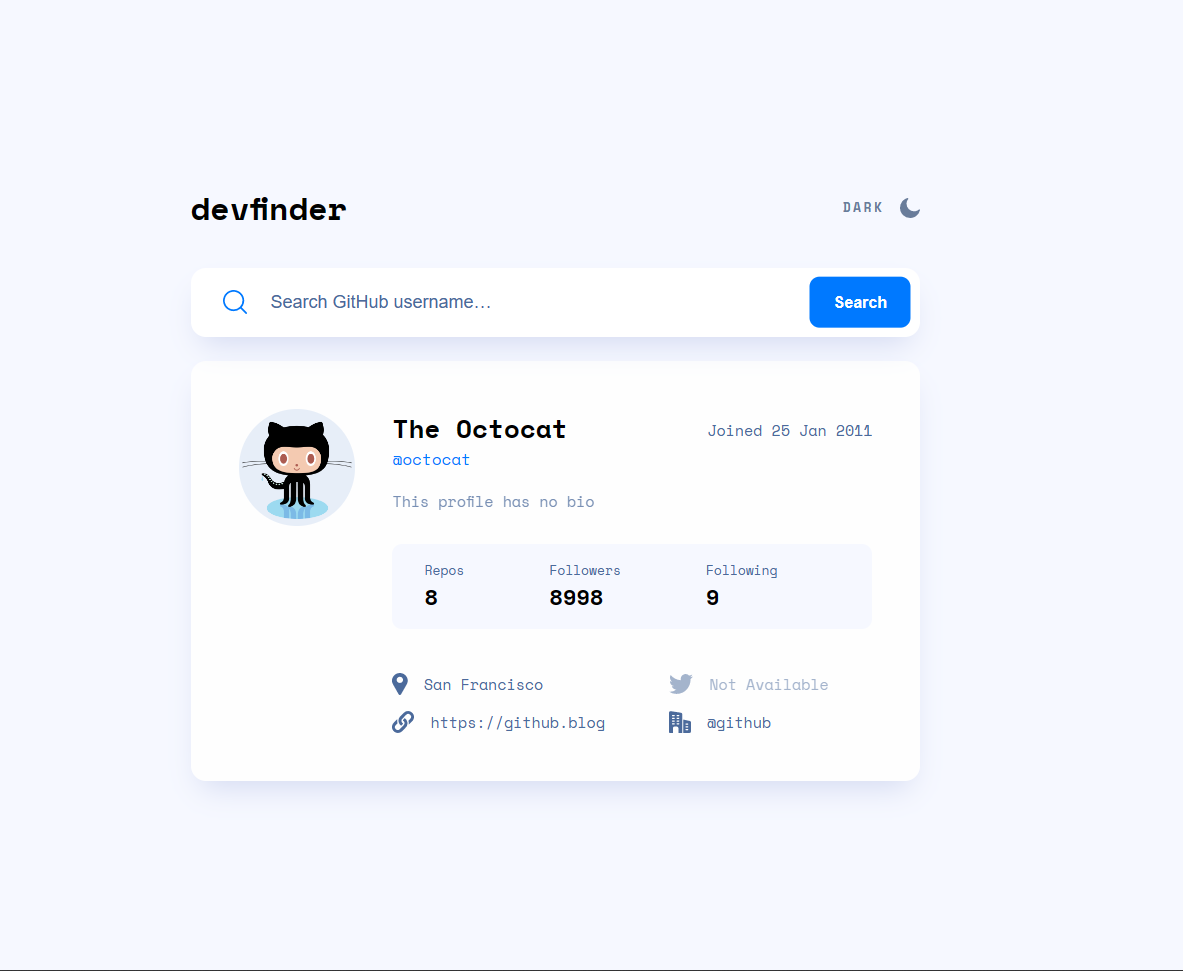 devfinder
DARK
Search GitHub username...
Search
The Octocat
Joined 25 Jan 2011
@octocat
This profile has no bio
Repos Followers Following
8 8998 9
San Francisco
Not Available
https://github.blog
@github